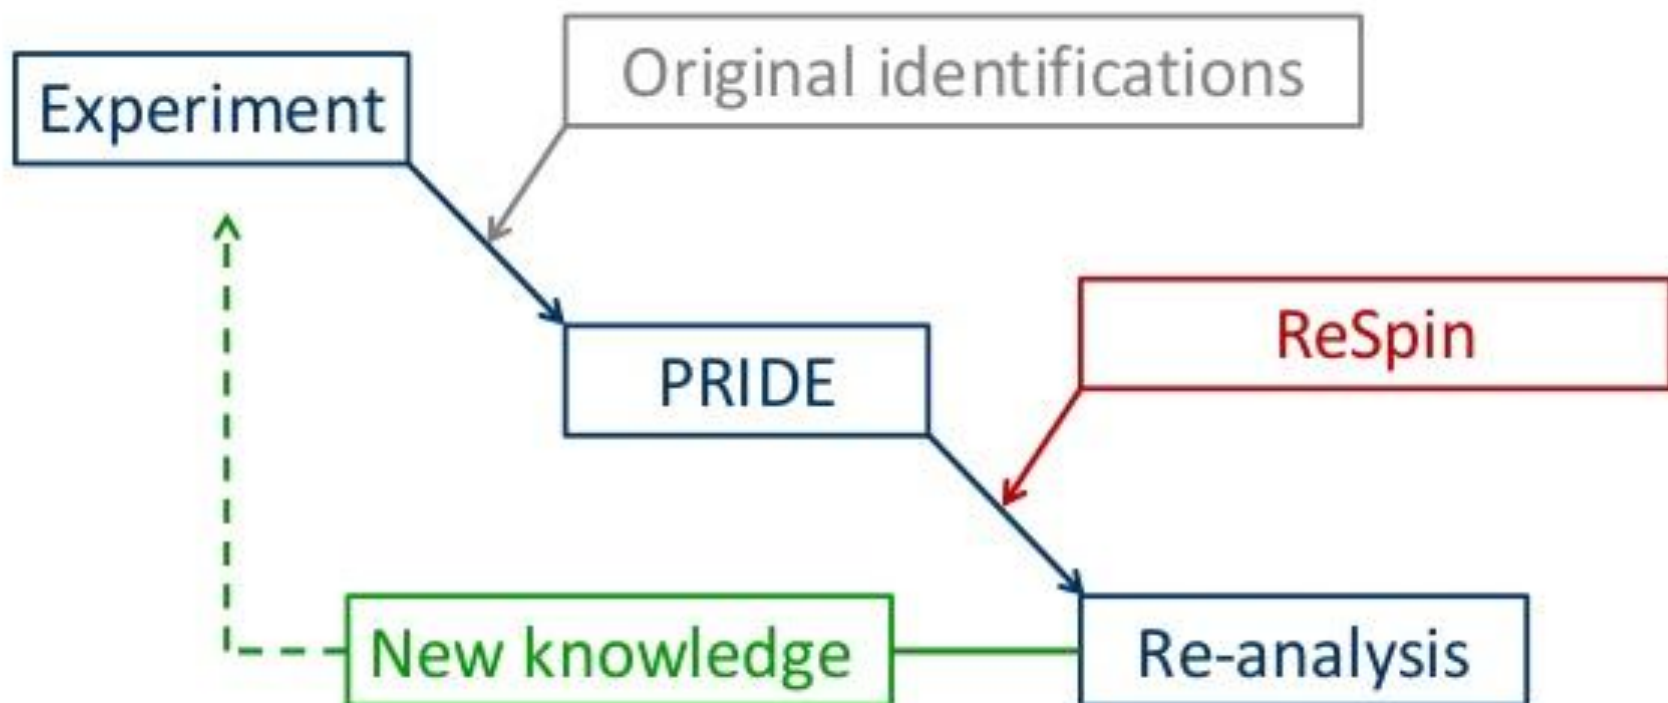 Original identifications
Experiment
ReSpin
PRIDE
New knowledge
Re-analysis